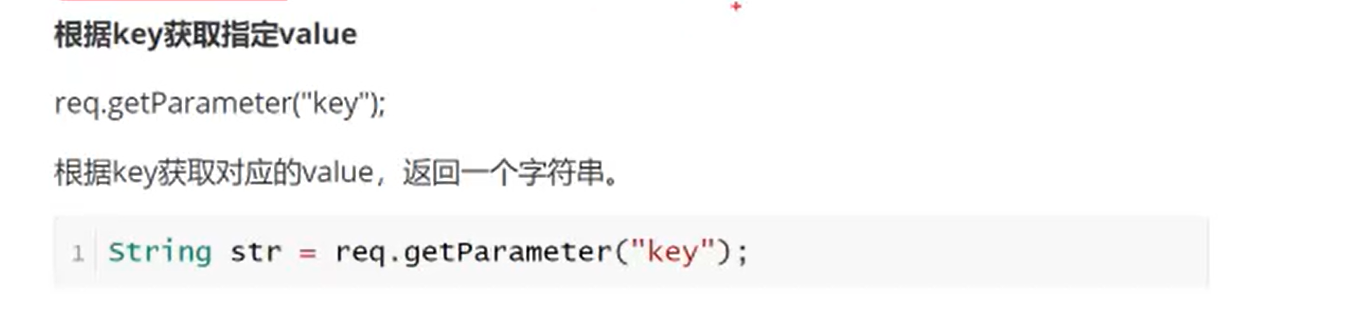 根据key获取指定value
req.getParameter("key");
根据key获取对应的value，返回一个字符串。
1 String str = req.getParameter("key");